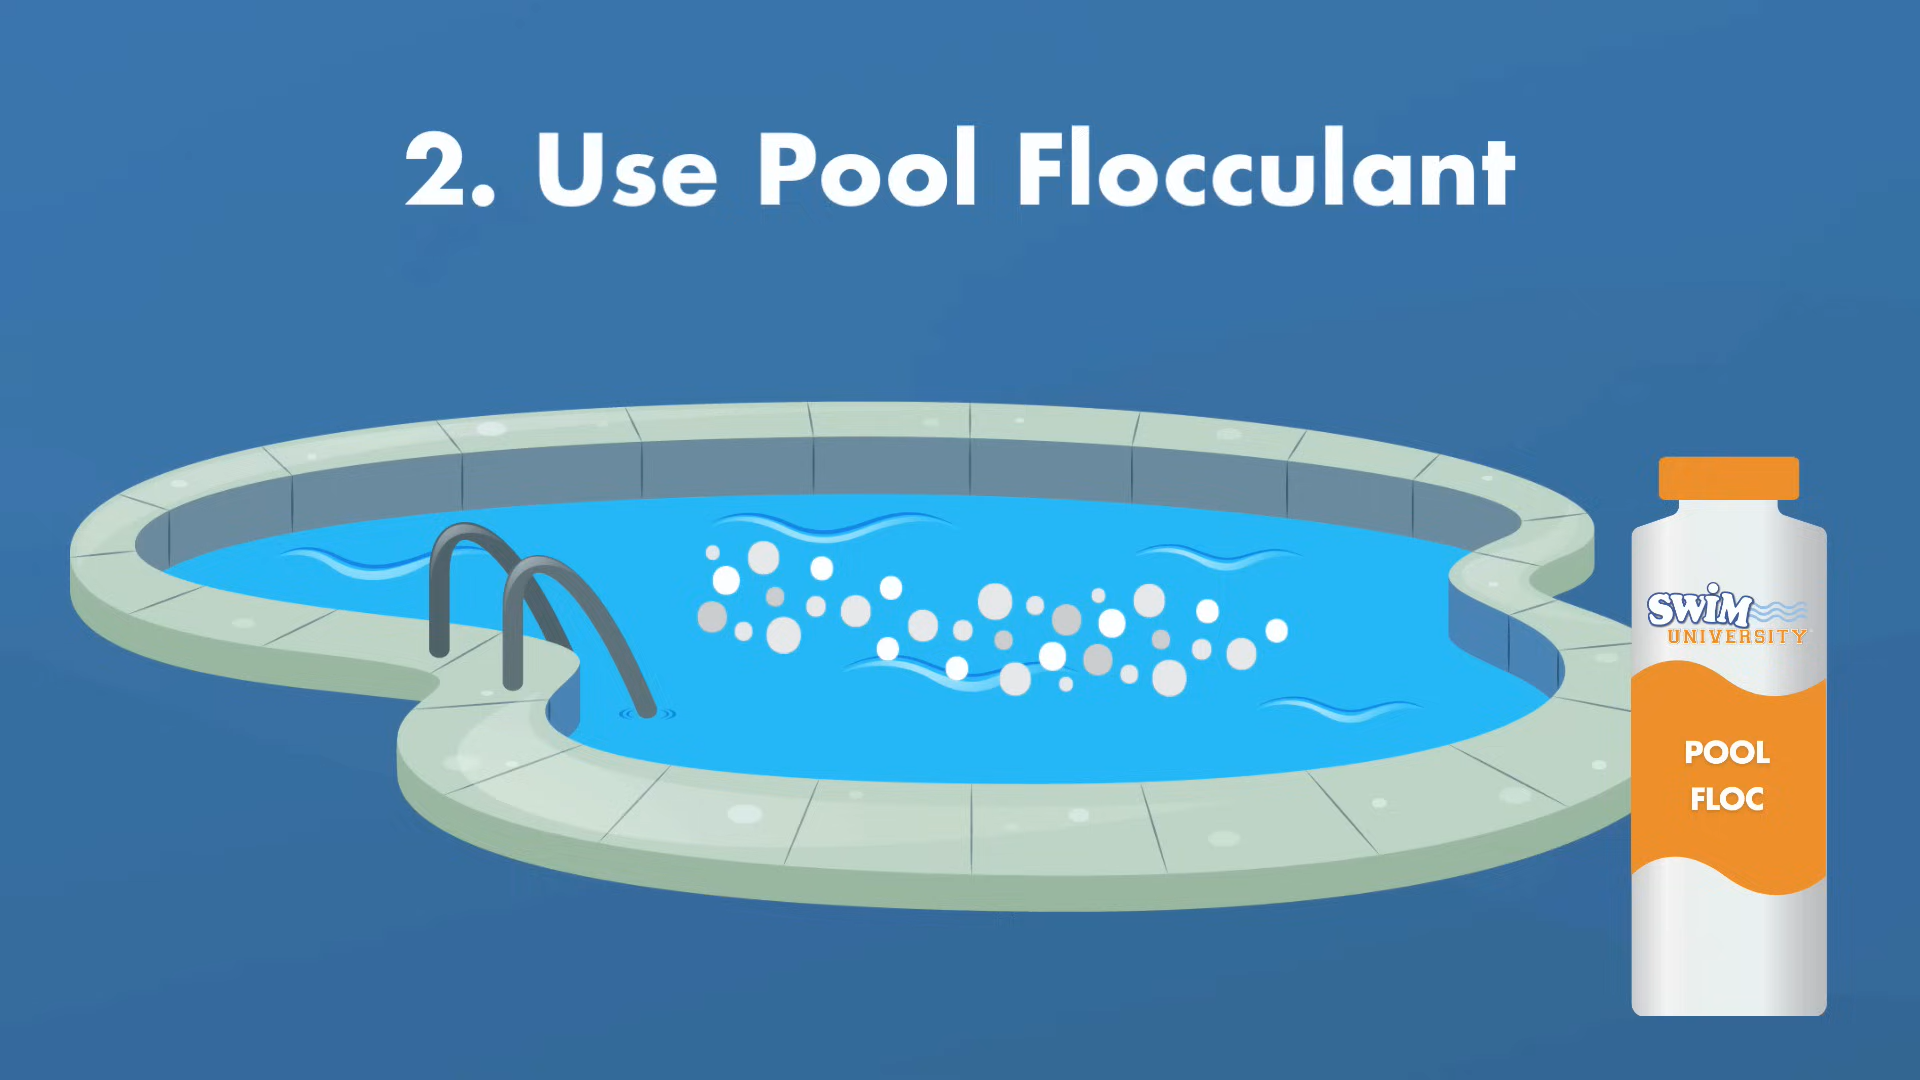 2. Use Pool Flocculant
SWiM
UNIVERSITY
POOL
FLOC